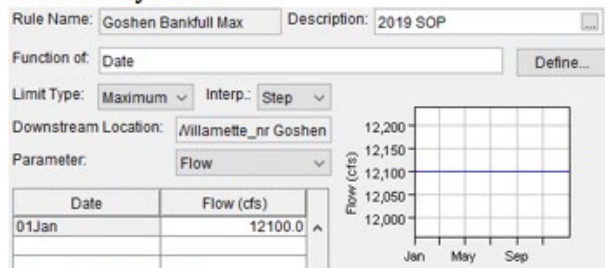 Rule Name: Goshen Bankfull Max Description: 2019 SOP ...
Function of: Date Define...
Limit Type: Maximum Interp.: Step
Downstream Location: Willamette_nr Goshen
Parameter: Flow
Date Flow (cfs)
01Jan 12100.0
Flow (cfs)
12,200
12,150
12,100
12,050
12,000
Jan May Sep